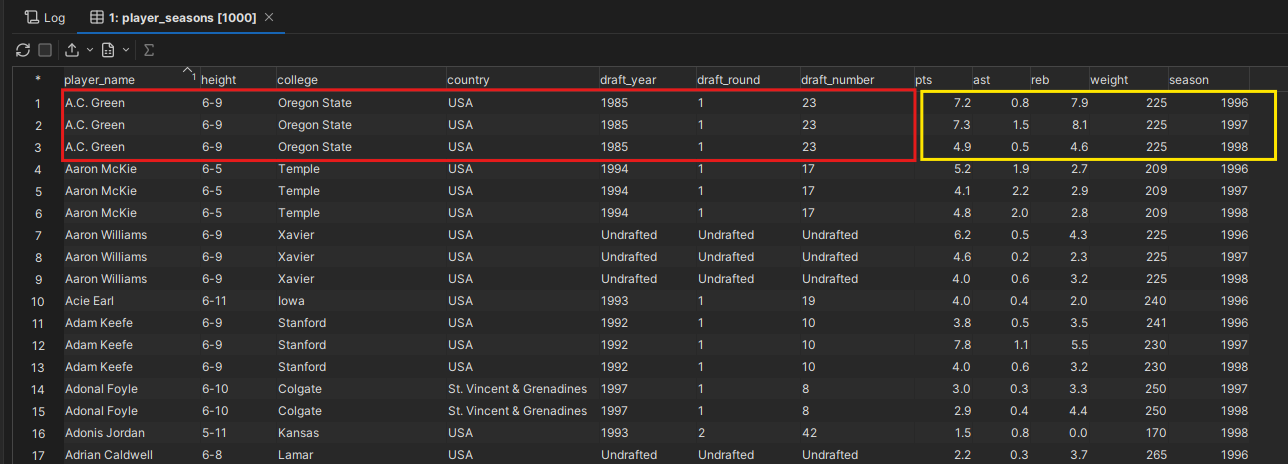 Log 1: player_seasons [1000]
* player_name 1 height college country draft_year draft_round draft_number pts ast reb weight season
1 A.C. Green 6-9 Oregon State USA 1985 1 23 7.2 0.8 7.9 225 1996
2 A.C. Green 6-9 Oregon State USA 1985 1 23 7.3 1.5 8.1 225 1997
3 A.C. Green 6-9 Oregon State USA 1985 1 23 4.9 0.5 4.6 225 1998
4 Aaron McKie 6-5 Temple USA 1994 1 17 5.2 1.9 2.7 209 1996
5 Aaron McKie 6-5 Temple USA 1994 1 17 4.1 2.2 2.9 209 1997
6 Aaron McKie 6-5 Temple USA 1994 1 17 4.8 2.0 2.8 209 1998
7 Aaron Williams 6-9 Xavier USA Undrafted Undrafted Undrafted 6.2 0.5 4.3 225 1996
8 Aaron Williams 6-9 Xavier USA Undrafted Undrafted Undrafted 4.6 0.2 2.3 225 1997
9 Aaron Williams 6-9 Xavier USA Undrafted Undrafted Undrafted 4.0 0.6 3.2 225 1998
10 Acie Earl 6-11 Iowa USA 1993 1 19 4.0 0.4 2.0 240 1996
11 Adam Keefe 6-9 Stanford USA 1992 1 10 3.8 0.5 3.5 241 1996
12 Adam Keefe 6-9 Stanford USA 1992 1 10 7.8 1.1 5.5 230 1997
13 Adam Keefe 6-9 Stanford USA 1992 1 10 4.0 0.6 3.2 230 1998
14 Adonal Foyle 6-10 Colgate St. Vincent & Grenadines 1997 1 8 3.0 0.3 3.3 250 1997
15 Adonal Foyle 6-10 Colgate St. Vincent & Grenadines 1997 1 8 2.9 0.4 4.4 250 1998
16 Adonis Jordan 5-11 Kansas USA 1993 2 42 1.5 0.8 0.0 170 1998
17 Adrian Caldwell 6-8 Lamar USA Undrafted Undrafted Undrafted 2.2 0.3 3.7 265 1996